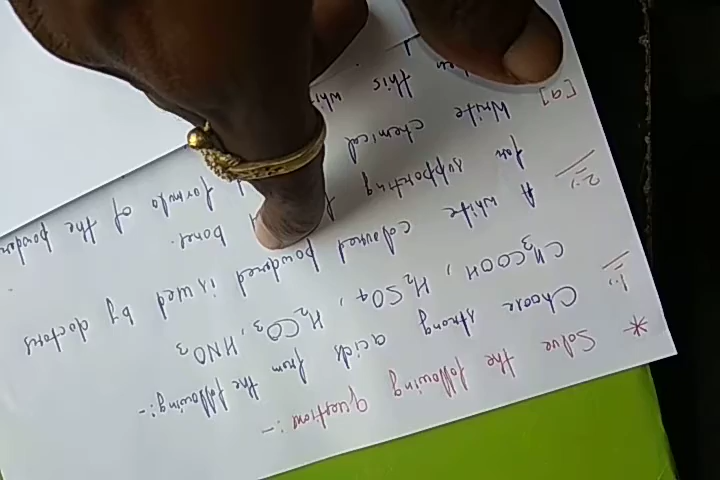 * Solve the following question :-
1:, Choose strong acids from the following :-
CH3COOH, H2SO4, H2CO3, HNO3
2:, A white coloured powdered is used by doctors
for supporting bone.
[a] Write chemical formula of the powder
this